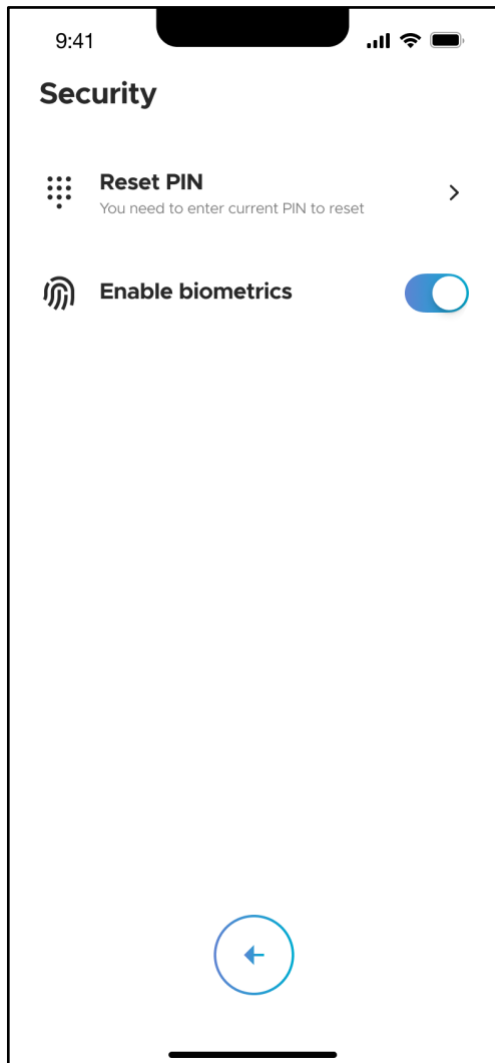 9:41
Security
Reset PIN
You need to enter current PIN to reset
Enable biometrics